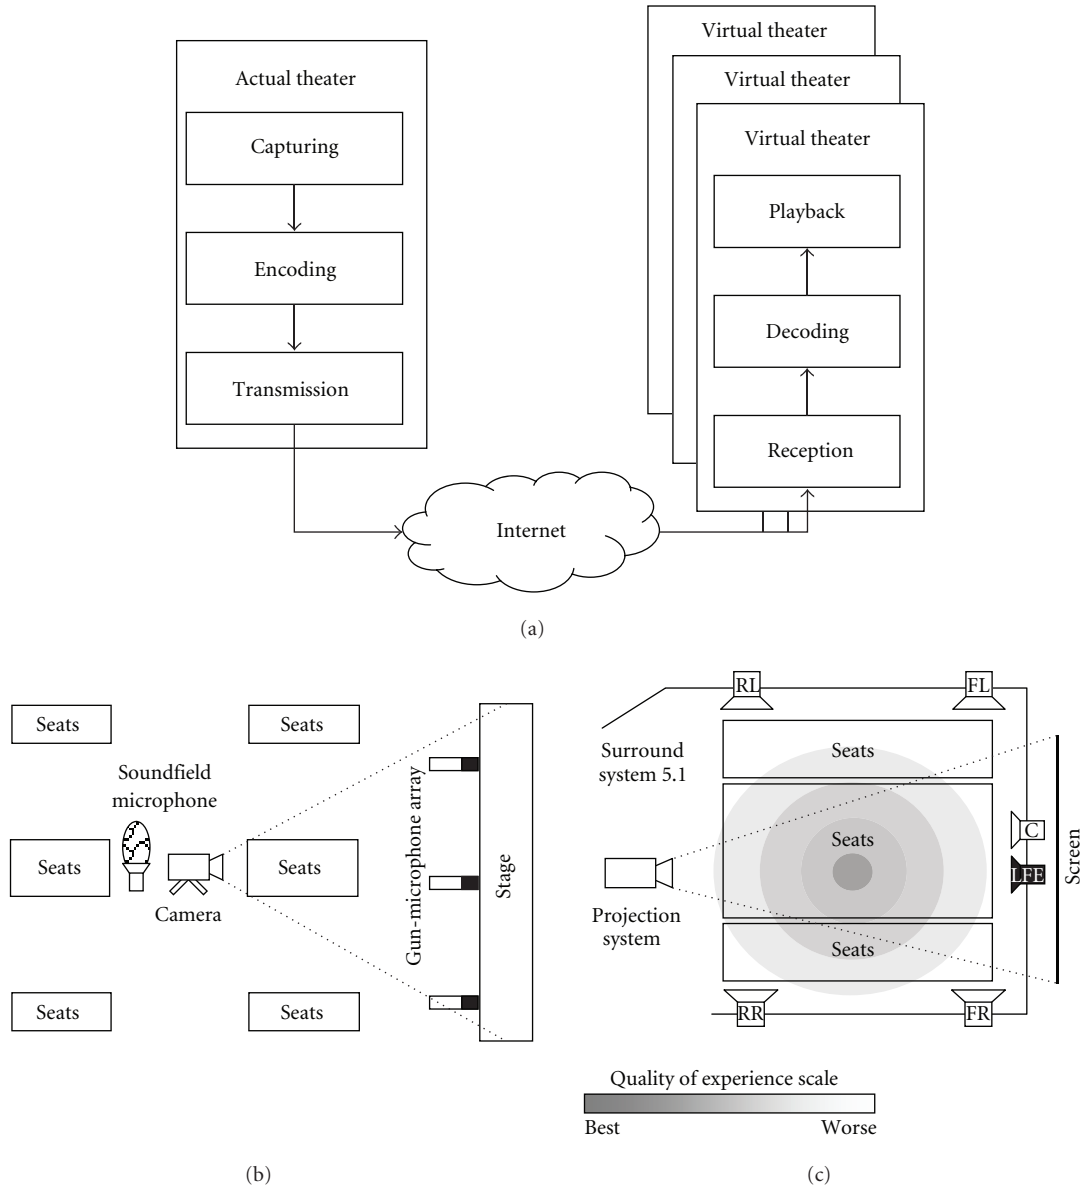 Actual theater
Capturing
Encoding
Transmission
Virtual theater
Virtual theater
Virtual theater
Playback
Decoding
Reception
Internet
(a)
Seats
Seats
Soundfield
microphone
Seats
Camera
Seats
Gun-microphone array
Stage
Seats
Seats
(b)
RL
FL
Surround
system 5.1
Seats
Seats
C
LFE
Screen
Projection
system
Seats
RR
FR
Quality of experience scale
Best
Worse
(c)